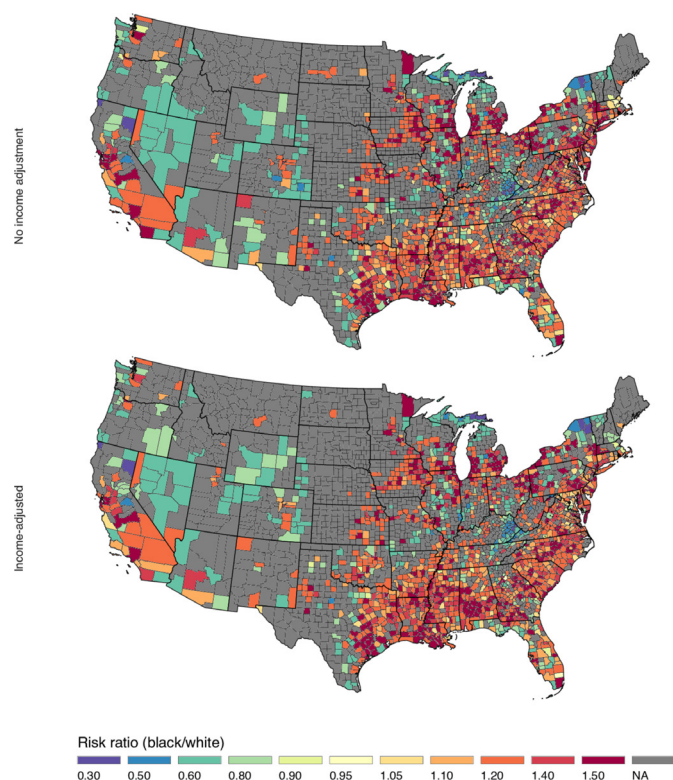 No income adjustment
Income-adjusted
Risk ratio (black/white)
0.30 0.50 0.60 0.80 0.90 0.95 1.05 1.10 1.20 1.40 1.50 NA